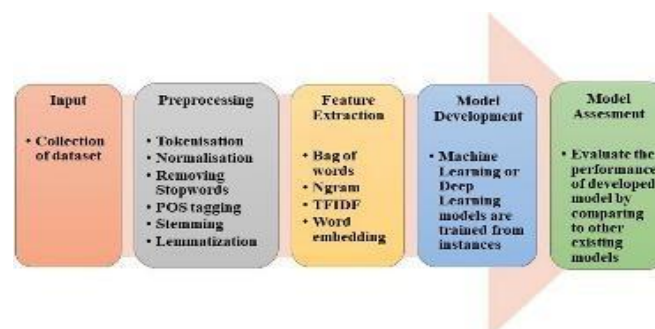 Input
• Collection
of dataset
Preprocessing
• Tokenisation
• Normalisation
• Removing
Stopwords
• POS tagging
• Stemming
• Lemmatization
Feature
Extraction
• Bag of
words
• Ngram
• TFIDF
• Word
embedding
Model
Development
• Machine
Learning or
Deep
Learning
models are
trained from
instances
Model
Assesment
• Evaluate the
performance
of developed
model by
comparing
to other
existing
models